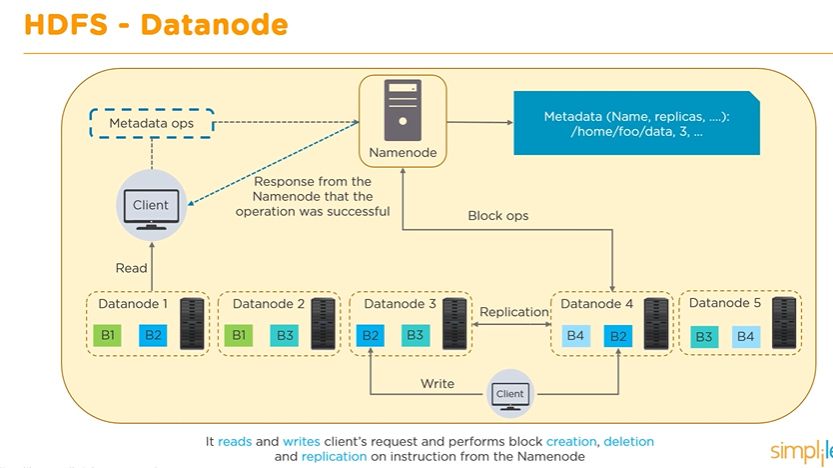 HDFS - Datanode
Metadata ops
Namenode
Metadata (Name, replicas, ....):
/home/foo/data, 3, ...
Client
Response from the
Namenode that the
operation was successful
Block ops
Read
Datanode 1
B1 B2
Datanode 2
B1 B3
Datanode 3
B2 B3
Replication
Datanode 4
B4 B2
Datanode 5
B3 B4
Write
Client
It reads and writes client's request and performs block creation, deletion
and replication on instruction from the Namenode